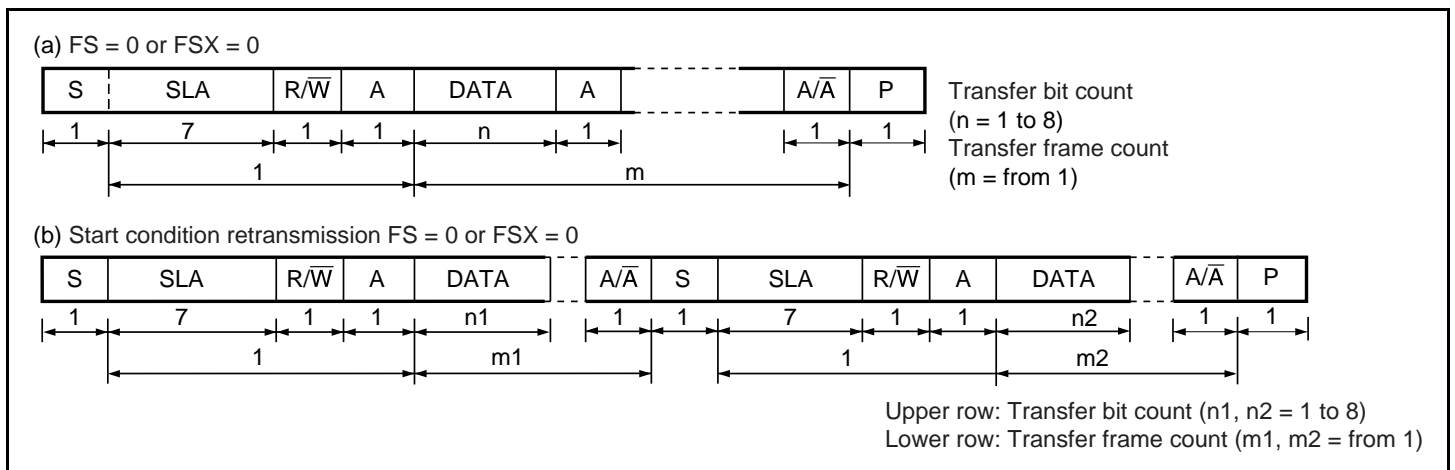 (a) FS = 0 or FSX = 0
S SLA R/W̅ A DATA A A/A̅ P
1 7 1 1 n 1 1 1
1 m
Transfer bit count
(n = 1 to 8)
Transfer frame count
(m = from 1)
(b) Start condition retransmission FS = 0 or FSX = 0
S SLA R/W̅ A DATA A/A̅ S SLA R/W̅ A DATA A/A̅ P
1 7 1 1 n1 1 1 7 1 1 n2 1 1
1 m1 1 m2
Upper row: Transfer bit count (n1, n2 = 1 to 8)
Lower row: Transfer frame count (m1, m2 = from 1)